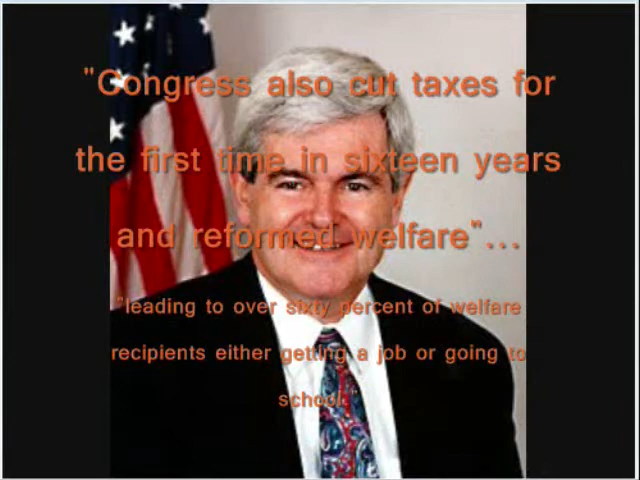 "Congress also cut taxes for
the first time in sixteen years
and reformed welfare"...
"leading to over sixty percent of welfare
recipients either getting a job or going to
school."